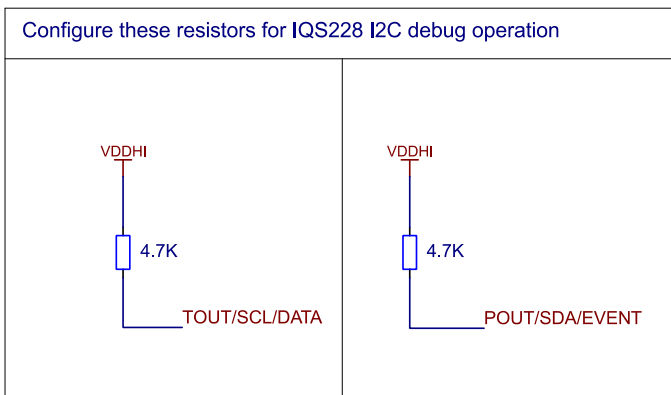 Configure these resistors for IQS228 I2C debug operation
VDDHI
4.7K
TOUT/SCL/DATA
VDDHI
4.7K
POUT/SDA/EVENT